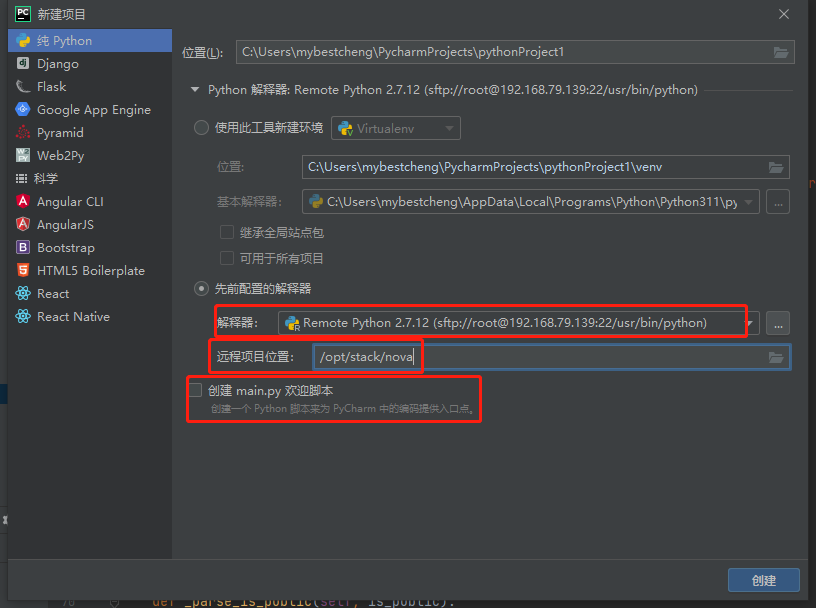 PC 新建项目
纯 Python
Django
Flask
Google App Engine
Pyramid
Web2Py
科学
Angular CLI
AngularJS
Bootstrap
HTML5 Boilerplate
React
React Native
位置(L): C:\Users\mybestcheng\PycharmProjects\pythonProject1
Python 解释器: Remote Python 2.7.12 (sftp://root@192.168.79.139:22/usr/bin/python)
使用此工具新建环境 Virtualenv
位置: C:\Users\mybestcheng\PycharmProjects\pythonProject1\venv
基本解释器: C:\Users\mybestcheng\AppData\Local\Programs\Python\Python311\py ...
继承全局站点包
可用于所有项目
先前配置的解释器
解释器: Remote Python 2.7.12 (sftp://root@192.168.79.139:22/usr/bin/python) ...
远程项目位置: /opt/stack/nova
创建 main.py 欢迎脚本
创建一个 Python 脚本来为 PyCharm 中的编码提供入口点。
创建
def _parse_is_public(self, is_public):